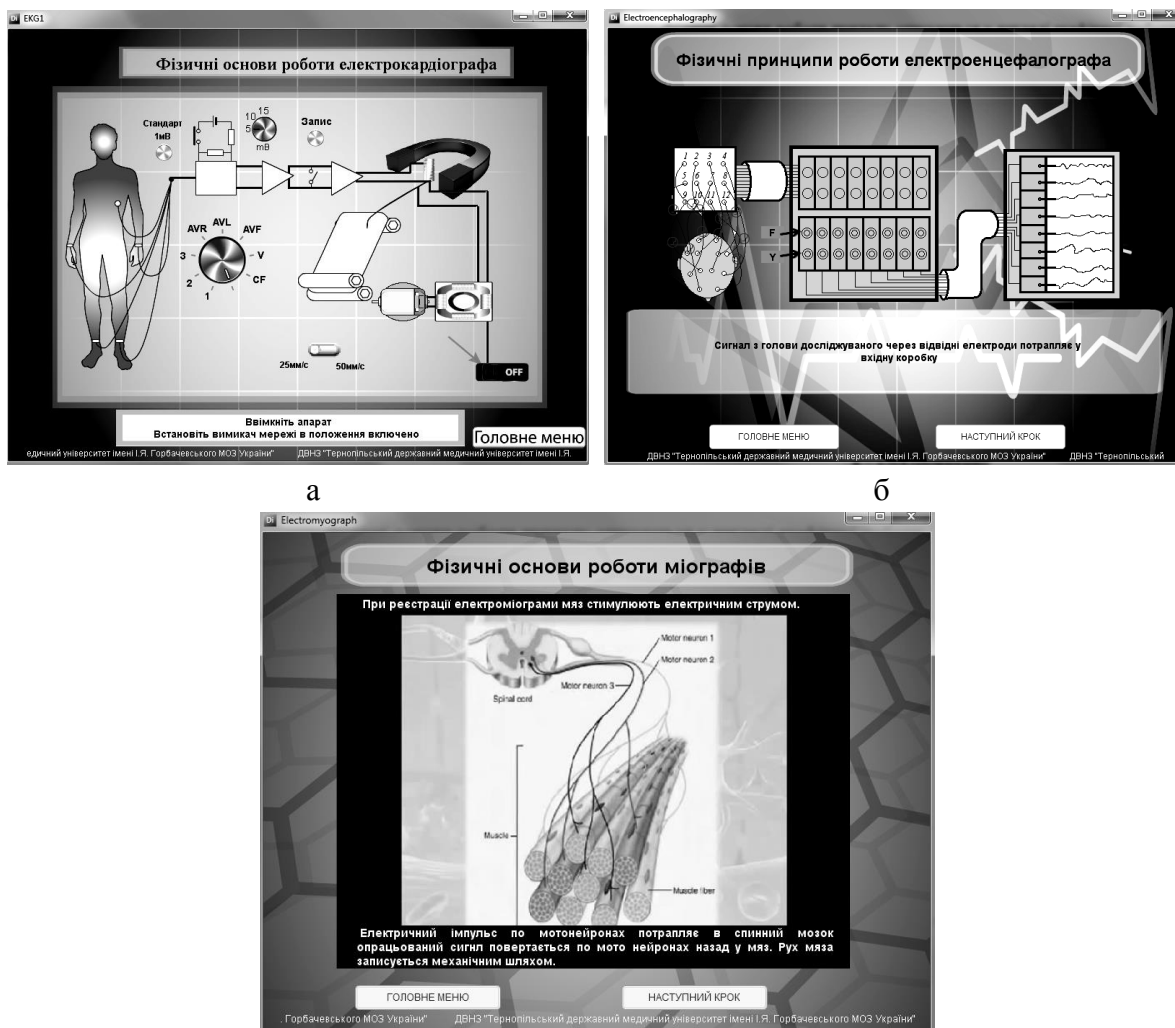 EKG1
Фізичні основи роботи електрокардіографа
Стандарт
1мВ
15
10
5
mB
Запис
AVL
AVR
AVF
3
V
2
CF
1
25мм/с
50мм/с
OFF
Ввімкніть апарат
Встановіть вимикач мережі в положення включено
Головне меню
едичний університет імені І.Я. Горбачевського МОЗ України"
ДВНЗ "Тернопільський державний медичний університет імені І.Я.
а
Electroencephalography
Фізичні принципи роботи електроенцефалографа
1 2 3 4
5 6 7 8
9 10 11 12
F
Y
Сигнал з голови досліджуваного через відвідні електроди потрапляє у
вхідну коробку
ГОЛОВНЕ МЕНЮ
НАСТУПНИЙ КРОК
ДВНЗ "Тернопільський державний медичний університет імені І.Я. Горбачевського МОЗ України"
ДВНЗ "Тернопільський
б
Electromyograph
Фізичні основи роботи міографів
При реєстрації електроміограми мяз стимулюють електричним струмом.
Motor neuron 1
Motor neuron 2
Motor neuron 3
Spinal cord
Muscle
Muscle fiber
Електричний імпульс по мотонейронах потрапляє в спинний мозок
опрацьований сигнл повертається по мото нейронах назад у мяз. Рух мяза
записується механічним шляхом.
ГОЛОВНЕ МЕНЮ
НАСТУПНИЙ КРОК
. Горбачевського МОЗ України"
ДВНЗ "Тернопільський державний медичний університет імені І.Я. Горбачевського МОЗ України"